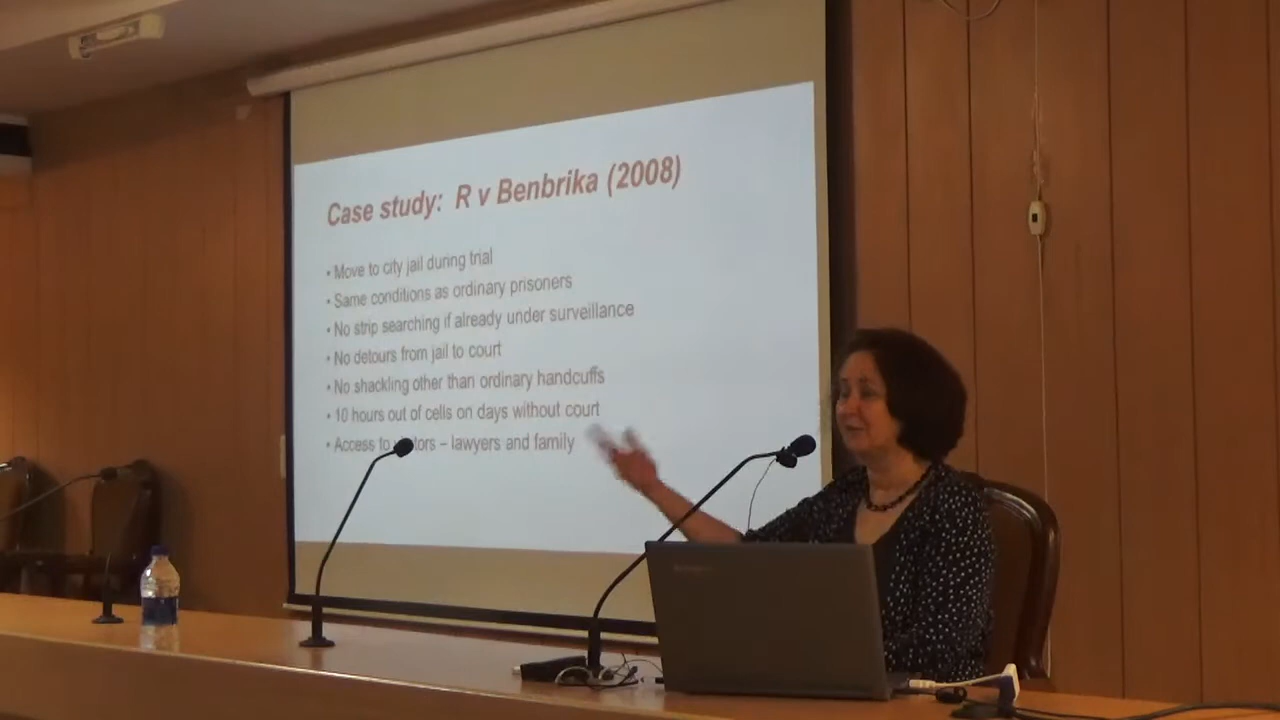 Case study: R v Benbrika (2008)
• Move to city jail during trial
• Same conditions as ordinary prisoners
• No strip searching if already under surveillance
• No detours from jail to court
• No shackling other than ordinary handcuffs
• 10 hours out of cells on days without court
• Access to – lawyers and family